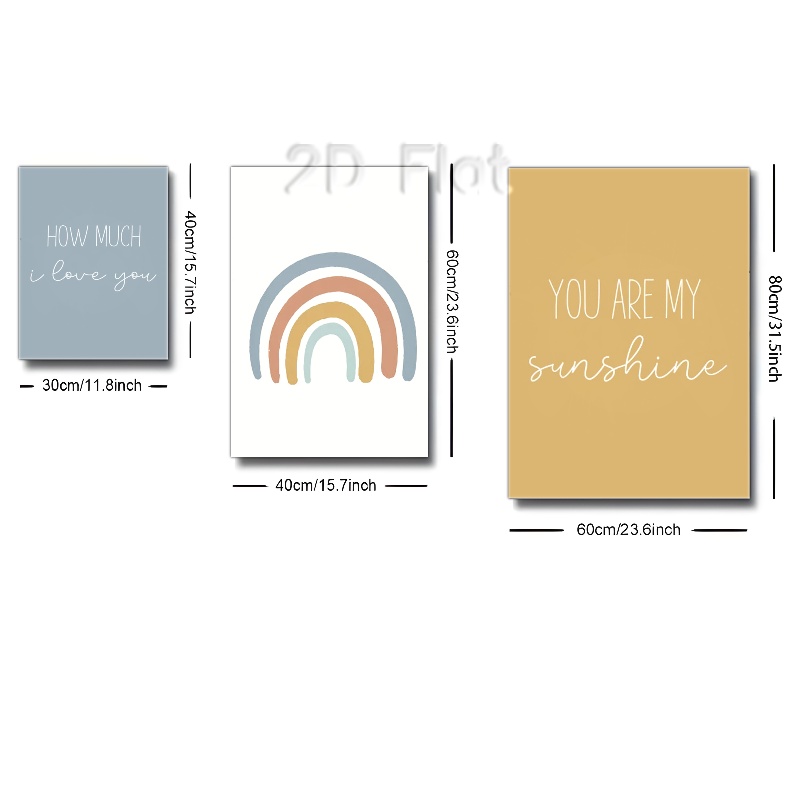 2D Flat
HOW MUCH
i love you
40cm/15.7inch
30cm/11.8inch
60cm/23.6inch
40cm/15.7inch
YOU ARE MY
sunshine
80cm/31.5inch
60cm/23.6inch